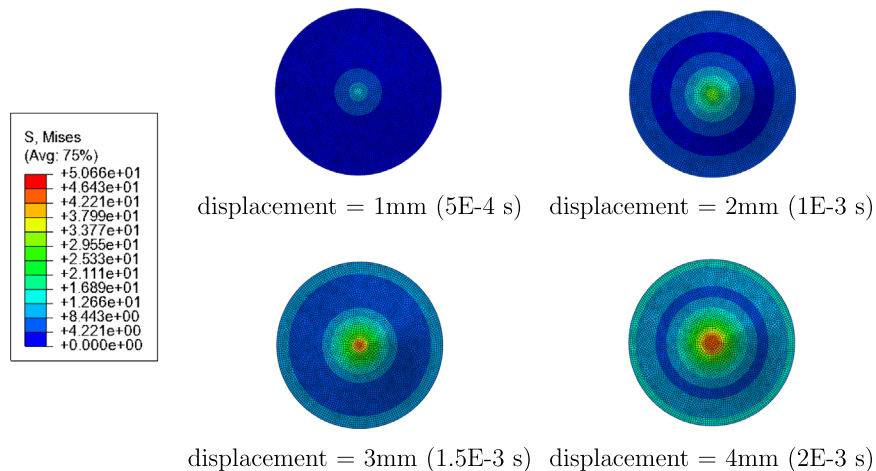 S, Mises
(Avg: 75%)
+5.066e+01
+4.643e+01
+4.221e+01
+3.799e+01
+3.377e+01
+2.955e+01
+2.533e+01
+2.111e+01
+1.689e+01
+1.266e+01
+8.443e+00
+4.221e+00
+0.000e+00
displacement = 1mm (5E-4 s)
displacement = 2mm (1E-3 s)
displacement = 3mm (1.5E-3 s)
displacement = 4mm (2E-3 s)